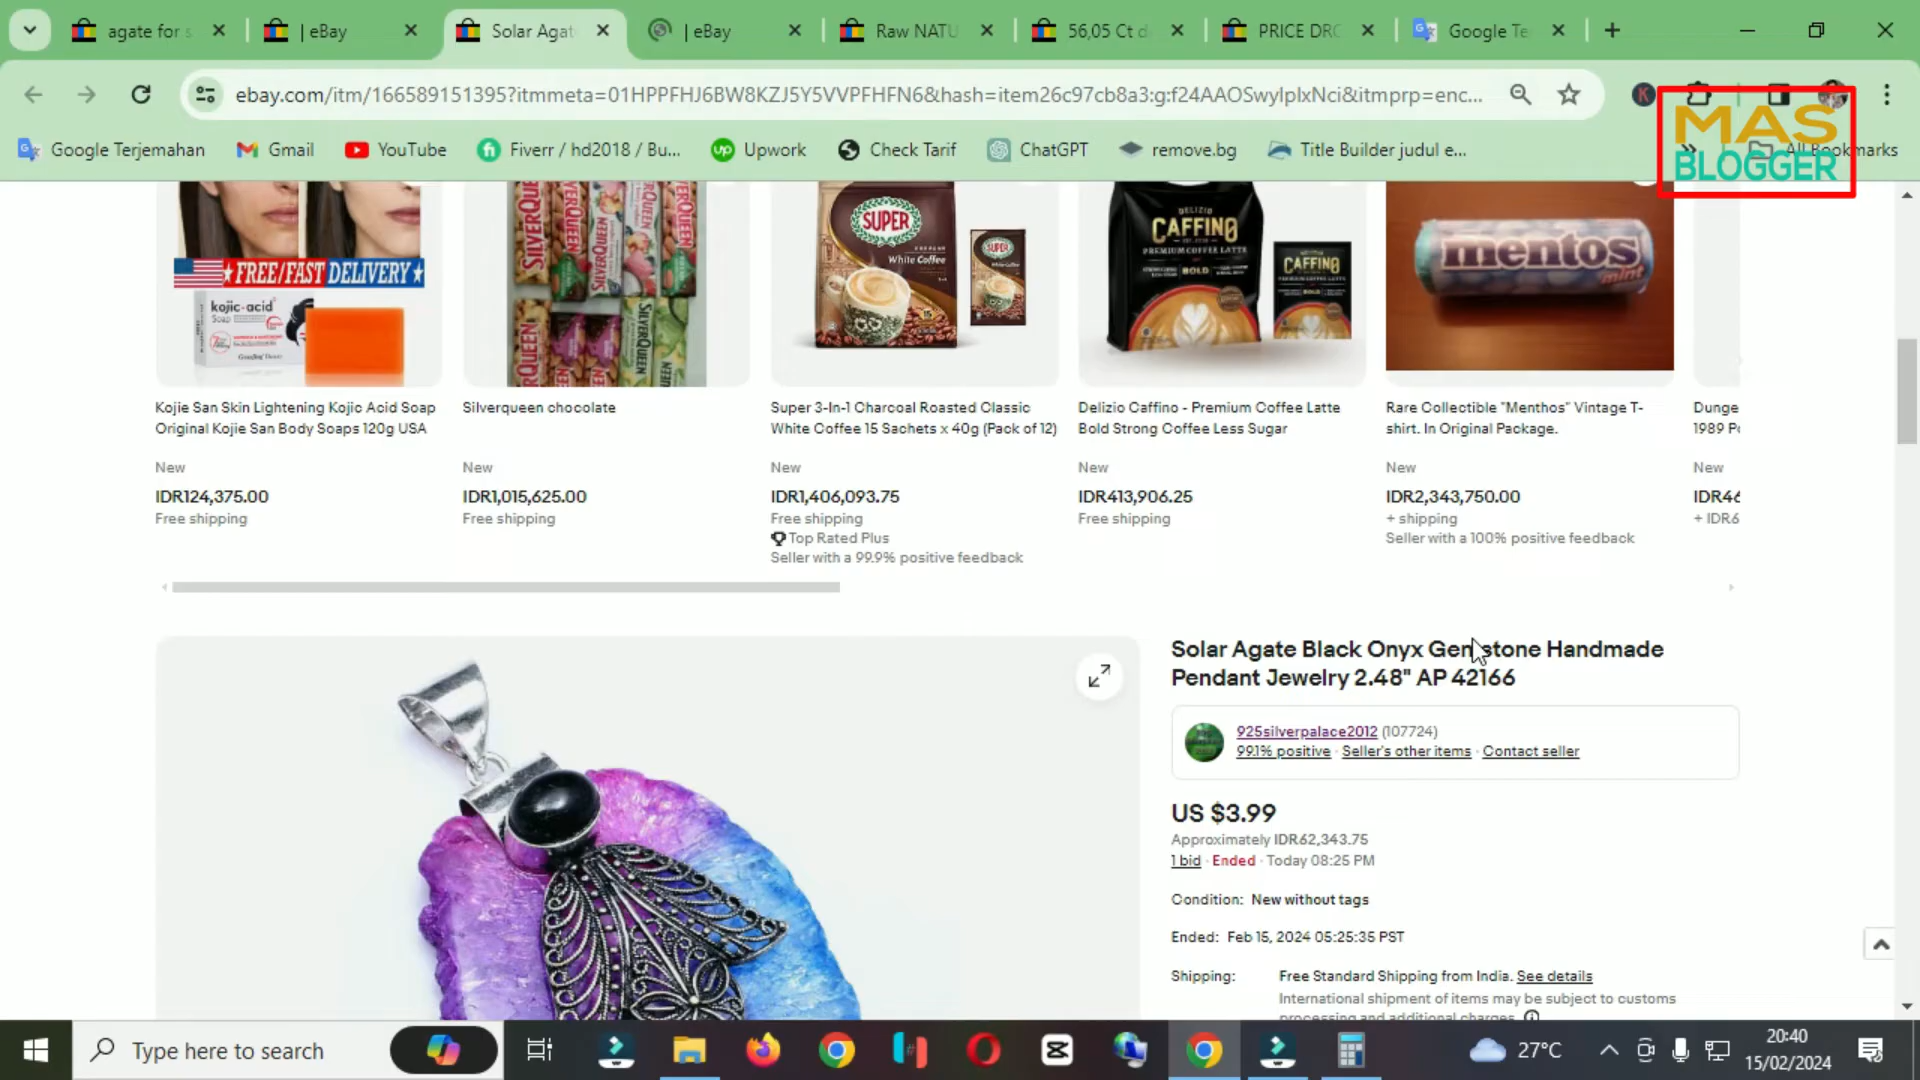 agate for s
| eBay
Solar Agat
| eBay
Raw NATU
56,05 Ct d
PRICE DRO
Google Te
ebay.com/itm/166589151395?itmmeta=01HPPFHJ6BW8KZJ5Y5VVPFHFN6&hash=item26c97cb8a3:g:f24AAOSwylplxNci&itmprp=enc...
K
Google Terjemahan
Gmail
YouTube
Fiverr / hd2018 / Bu...
Upwork
Check Tarif
ChatGPT
remove.bg
Title Builder judul e...
»
All Bookmarks
MAS
BLOGGER
FREE/FAST DELIVERY
kojic-acid
Soap
SILVERQUEEN
SUPER
White Coffee
DELIZIO
CAFFINO
PREMIUM COFFEE LATTE
BOLD
mentos
mint
Kojie San Skin Lightening Kojic Acid Soap
Original Kojie San Body Soaps 120g USA
New
IDR124,375.00
Free shipping
Silverqueen chocolate
New
IDR1,015,625.00
Free shipping
Super 3-In-1 Charcoal Roasted Classic
White Coffee 15 Sachets x 40g (Pack of 12)
New
IDR1,406,093.75
Free shipping
Top Rated Plus
Seller with a 99.9% positive feedback
Delizio Caffino - Premium Coffee Latte
Bold Strong Coffee Less Sugar
New
IDR413,906.25
Free shipping
Rare Collectible "Menthos" Vintage T-
shirt. In Original Package.
New
IDR2,343,750.00
+ shipping
Seller with a 100% positive feedback
Dunge
1989 Po
New
IDR46
+ IDR6
Solar Agate Black Onyx Gemstone Handmade
Pendant Jewelry 2.48" AP 42166
925silverpalace2012 (107724)
99.1% positive · Seller's other items · Contact seller
US $3.99
Approximately IDR62,343.75
1 bid · Ended · Today 08:25 PM
Condition: New without tags
Ended: Feb 15, 2024 05:25:35 PST
Shipping: Free Standard Shipping from India. See details
International shipment of items may be subject to customs
processing and additional charges.
Type here to search
27°C
20:40
15/02/2024